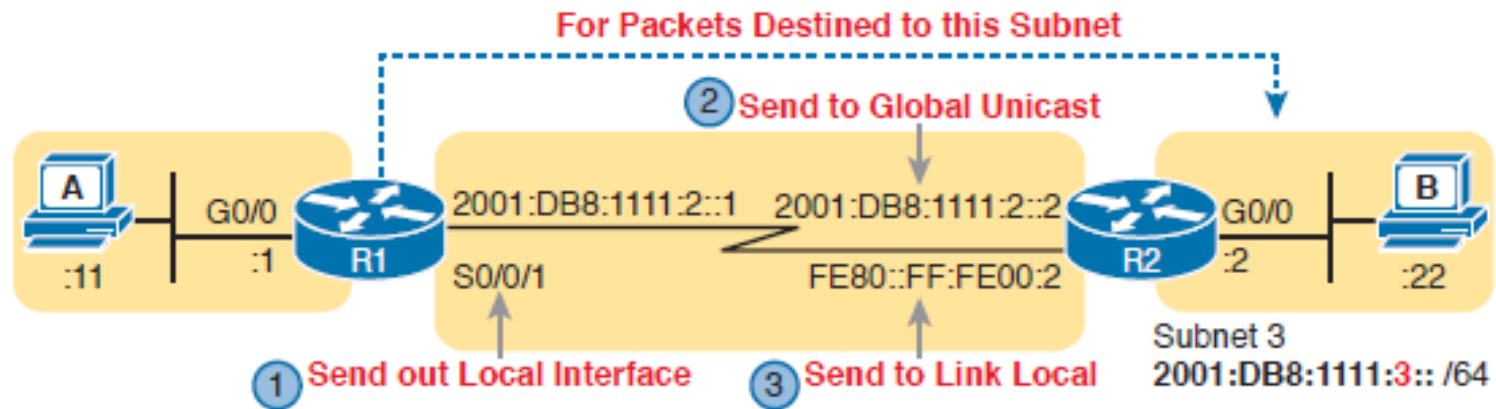 For Packets Destined to this Subnet
2 Send to Global Unicast
A
B
G0/0
2001:DB8:1111:2::1
2001:DB8:1111:2::2
G0/0
:11
:1
R1
S0/0/1
FE80::FF:FE00:2
R2
:2
:22
1 Send out Local Interface
3 Send to Link Local
Subnet 3
2001:DB8:1111:3:: /64